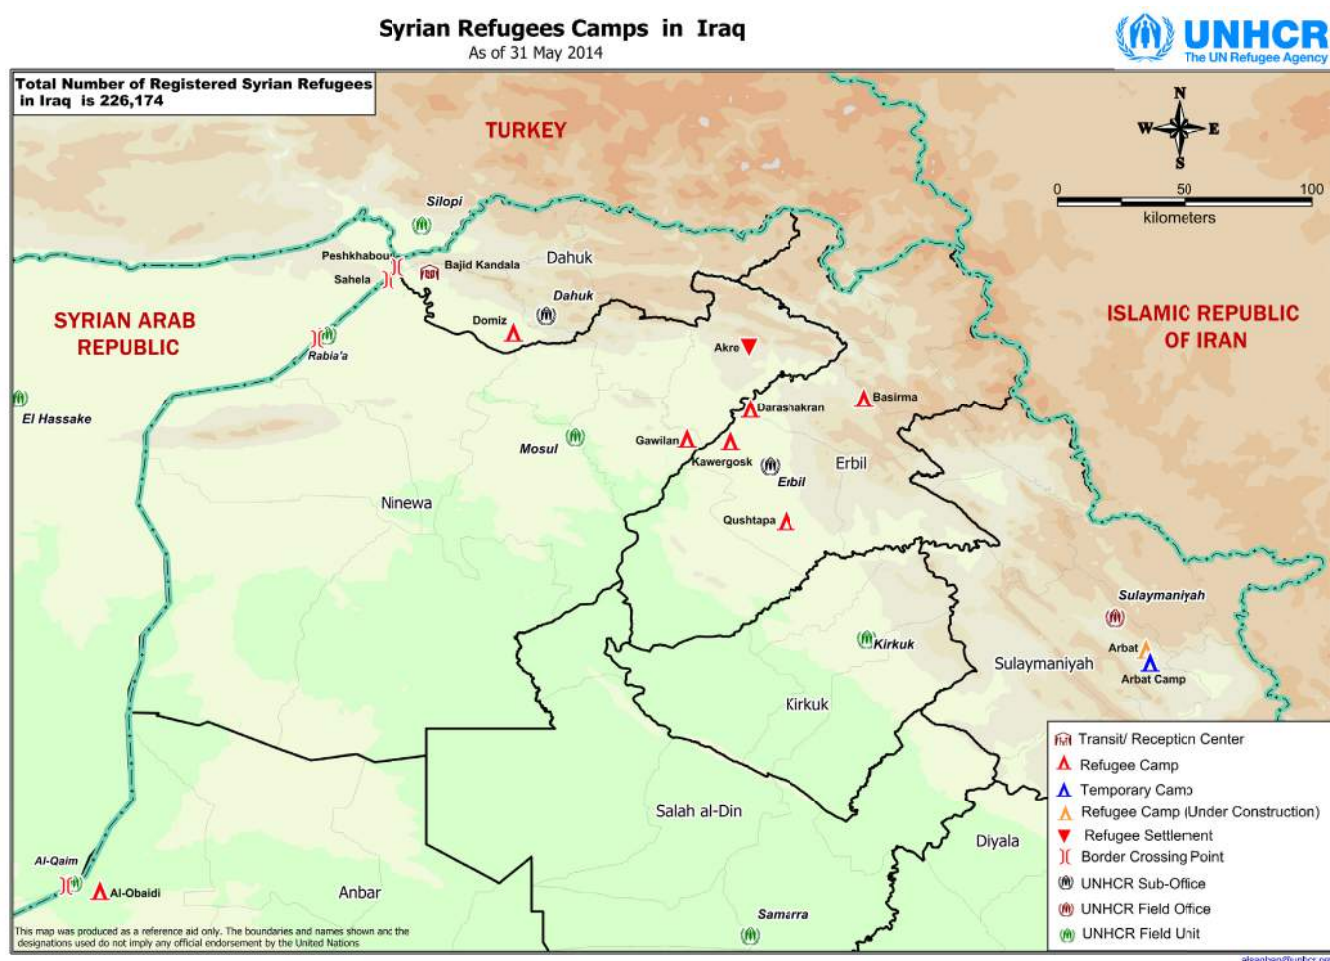 Syrian Refugees Camps in Iraq
As of 31 May 2014
UNHCR
The UN Refugee Agency
Total Number of Registered Syrian Refugees
in Iraq is 226,174
TURKEY
N
W E
S
0 50 100
kilometers
Silopi
Peshkhabou
Sahela
Bajid Kandala
Dahuk
Dahuk
SYRIAN ARAB
REPUBLIC
ISLAMIC REPUBLIC
OF IRAN
Domiz
Rabia'a
Akre
El Hassake
Darashakran
Basirma
Mosul
Gawilan
Kawergosk
Erbil
Erbil
Ninewa
Qushtapa
Sulaymaniyah
Kirkuk
Arbat
Arbat Camp
Sulaymaniyah
Kirkuk
Salah al-Din
Diyala
Al-Qaim
Al-Obaidi
Anbar
Samarra
Transit/ Reception Center
Refugee Camp
Temporary Camp
Refugee Camp (Under Construction)
Refugee Settlement
Border Crossing Point
UNHCR Sub-Office
UNHCR Field Office
UNHCR Field Unit
This map was produced as a reference aid only. The boundaries and names shown and the
designations used do not imply any official endorsement by the United Nations